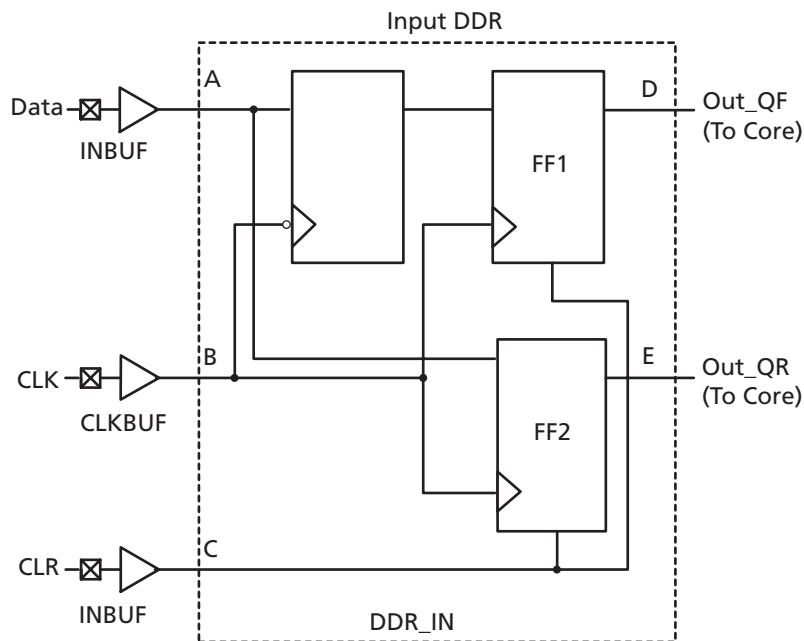 Input DDR
A
Data
INBUF
FF1
D
Out_QF
(To Core)
B
CLK
CLKBUF
FF2
E
Out_QR
(To Core)
C
CLR
INBUF
DDR_IN